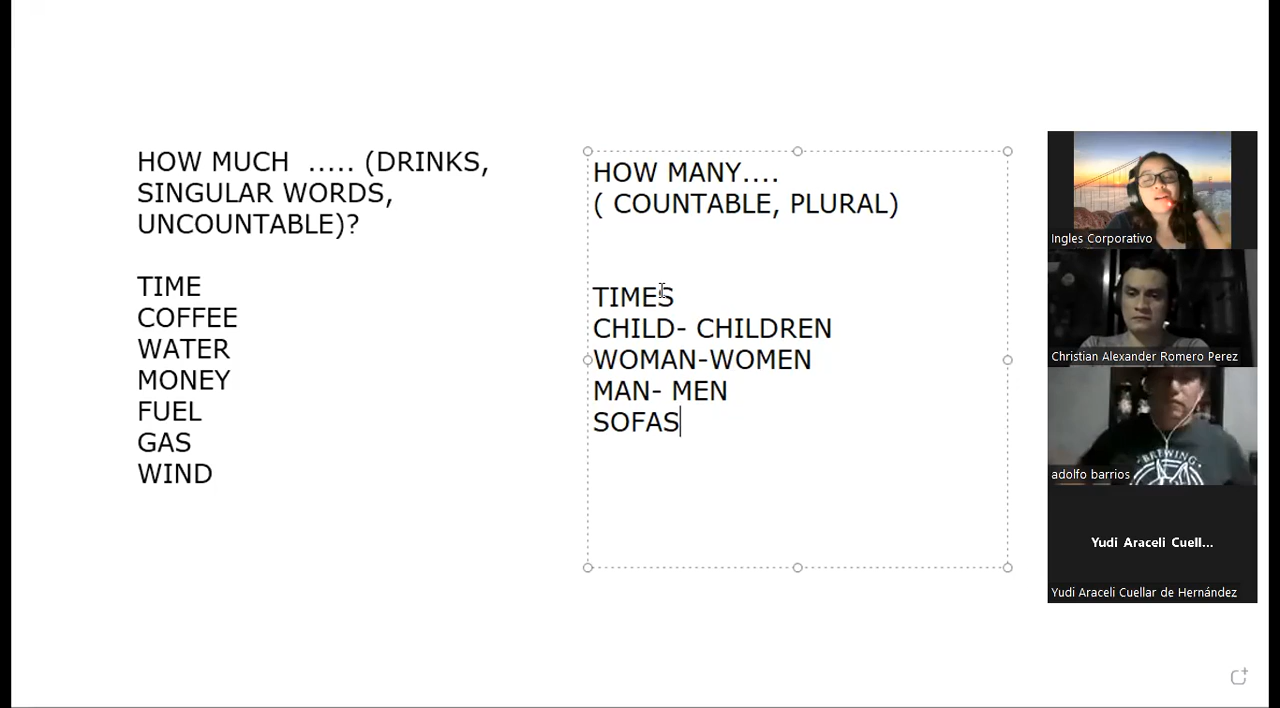 HOW MUCH ..... (DRINKS,
SINGULAR WORDS,
UNCOUNTABLE)?
TIME
COFFEE
WATER
MONEY
FUEL
GAS
WIND
HOW MANY....
( COUNTABLE, PLURAL)
TIMES
CHILD- CHILDREN
WOMAN-WOMEN
MAN- MEN
SOFAS
Ingles Corporativo
Christian Alexander Romero Perez
BREWING
adolfo barrios
Yudi Araceli Cuell...
Yudi Araceli Cuellar de Hernández